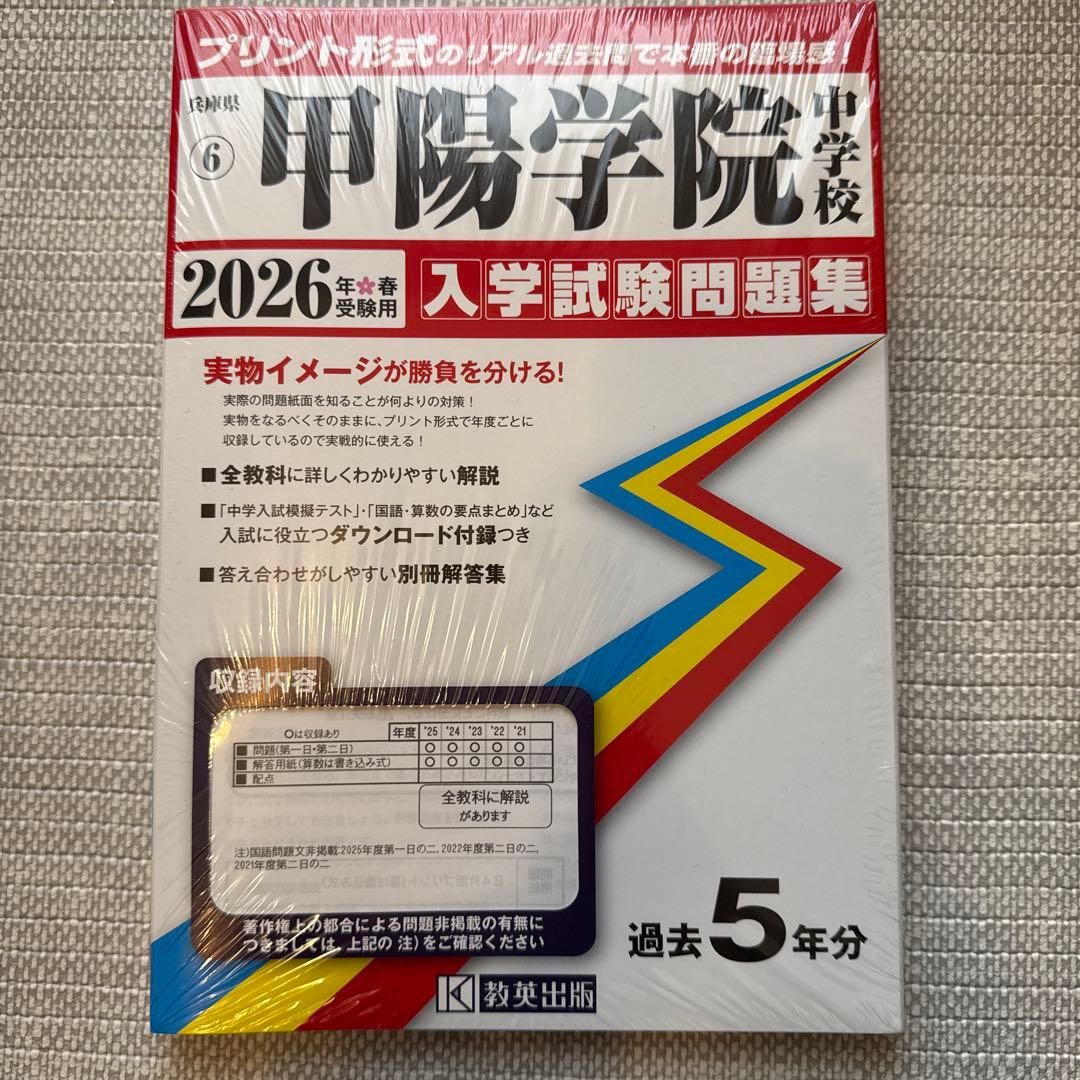 プリント形式のリアル過去問で本番の臨場感！
兵庫県
6
甲陽学院
中学校
2026年春受験用
入学試験問題集
実物イメージが勝負を分ける！
実際の問題紙面を知ることが何よりの対策！
実物をなるべくそのままに、プリント形式で年度ごとに
収録しているので実戦的に使える！
■全教科に詳しくわかりやすい解説
■「中学入試模擬テスト」・「国語・算数の要点まとめ」など
入試に役立つダウンロード付録つき
■答え合わせがしやすい別冊解答集
収録内容
○は収録あり 年度 '25 '24 '23 '22 '21
■ 問題(第一日・第二日) ○ ○ ○ ○ ○
■ 解答用紙(算数は書き込み式) ○ ○ ○ ○ ○
■ 配点
全教科に解説
があります
注)国語問題文非掲載:2025年度第一日の二, 2022年度第二日の二,
2021年度第二日の二
著作権上の都合による問題非掲載の有無に
つきましては、上記の 注)をご確認ください
過去5年分
教英出版